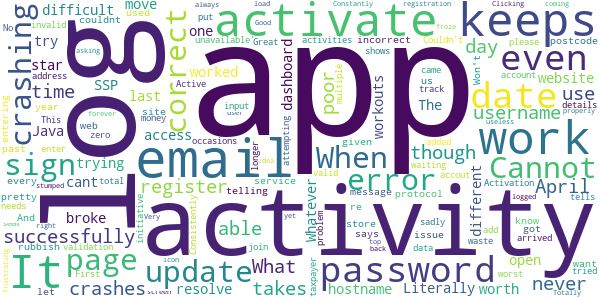 app
activity
log
activate
keeps
email
date
work
password
It
page
sign
error
update
Cannot
When
even
correct
crashing
register
successfully
difficult
move
day
one
SSP
try
star
time
Java
worked
last
access
poor
multiple
dashboard
workouts
The
username
use
website
though
April
different
never
open
hostname
Literally
worth
takes
What
able
resolve
crashes
broke
cant
trying
telling
Whatever
initiative
rubbish
validation
message
protocol
store
issue
says
problem
taxpayer
service
join
attempting
occasions
longer
given
input
user
activities
incorrect
unavailable
Great
Good
Active
shows
track
us
came
asking
froze
Couldn't
Constantly
registration
Clicking
coming
please
postcode
Won't
account
details
properly
useless
logged
Activation
tells
waiting
added
accout
valid
sadly
know
got
arrived
add
waste
worst
want
tried
Totally
data
top
back
re
yet
Very
icon
screen
Consistently
First
total
stumped
right
And
needs
pretty
every
let
frustrating
enter
year
past
This
forever
web
zero
site
money
address
used
put
always
load
couldnt
invalid
No
entering